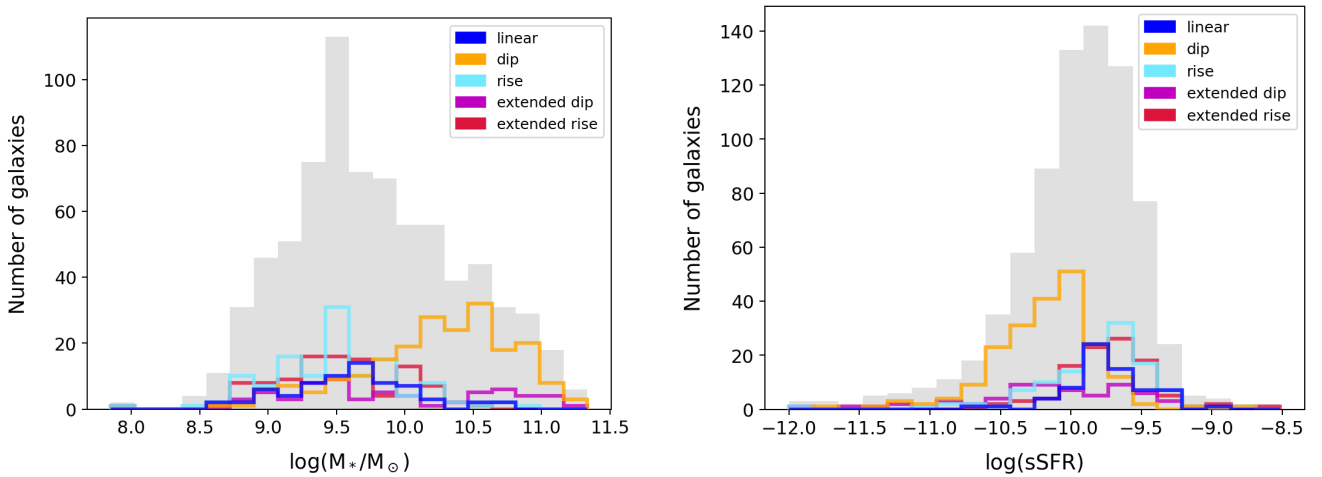 Number of galaxies
100
80
60
40
20
0
linear
dip
rise
extended dip
extended rise
8.0 8.5 9.0 9.5 10.0 10.5 11.0 11.5
log(M*/M⊙)
Number of galaxies
140
120
100
80
60
40
20
0
linear
dip
rise
extended dip
extended rise
−12.0 −11.5 −11.0 −10.5 −10.0 −9.5 −9.0 −8.5
log(sSFR)